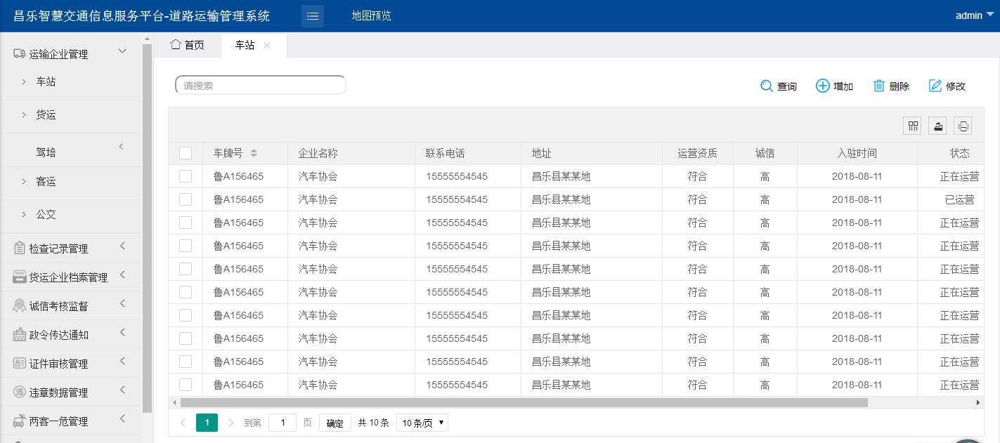 昌乐智慧交通信息服务平台-道路运输管理系统 地图预览 admin
运输企业管理
车站
货运
驾培
客运
公交
检查记录管理
货运企业档案管理
诚信考核监督
政令传达通知
证件审核管理
违章数据管理
两客一危管理
首页 车站
请搜索 查询 增加 删除 修改
车牌号 企业名称 联系电话 地址 运营资质 诚信 入驻时间 状态
鲁A156465 汽车协会 15555554545 昌乐县某某地 符合 高 2018-08-11 正在运营
鲁A156465 汽车协会 15555554545 昌乐县某某地 符合 高 2018-08-11 已运营
鲁A156465 汽车协会 15555554545 昌乐县某某地 符合 高 2018-08-11 正在运营
鲁A156465 汽车协会 15555554545 昌乐县某某地 符合 高 2018-08-11 正在运营
鲁A156465 汽车协会 15555554545 昌乐县某某地 符合 高 2018-08-11 正在运营
鲁A156465 汽车协会 15555554545 昌乐县某某地 符合 高 2018-08-11 正在运营
鲁A156465 汽车协会 15555554545 昌乐县某某地 符合 高 2018-08-11 正在运营
鲁A156465 汽车协会 15555554545 昌乐县某某地 符合 高 2018-08-11 正在运营
鲁A156465 汽车协会 15555554545 昌乐县某某地 符合 高 2018-08-11 正在运营
鲁A156465 汽车协会 15555554545 昌乐县某某地 符合 高 2018-08-11 正在运营
1 到第 1 页 确定 共 10 条 10 条/页